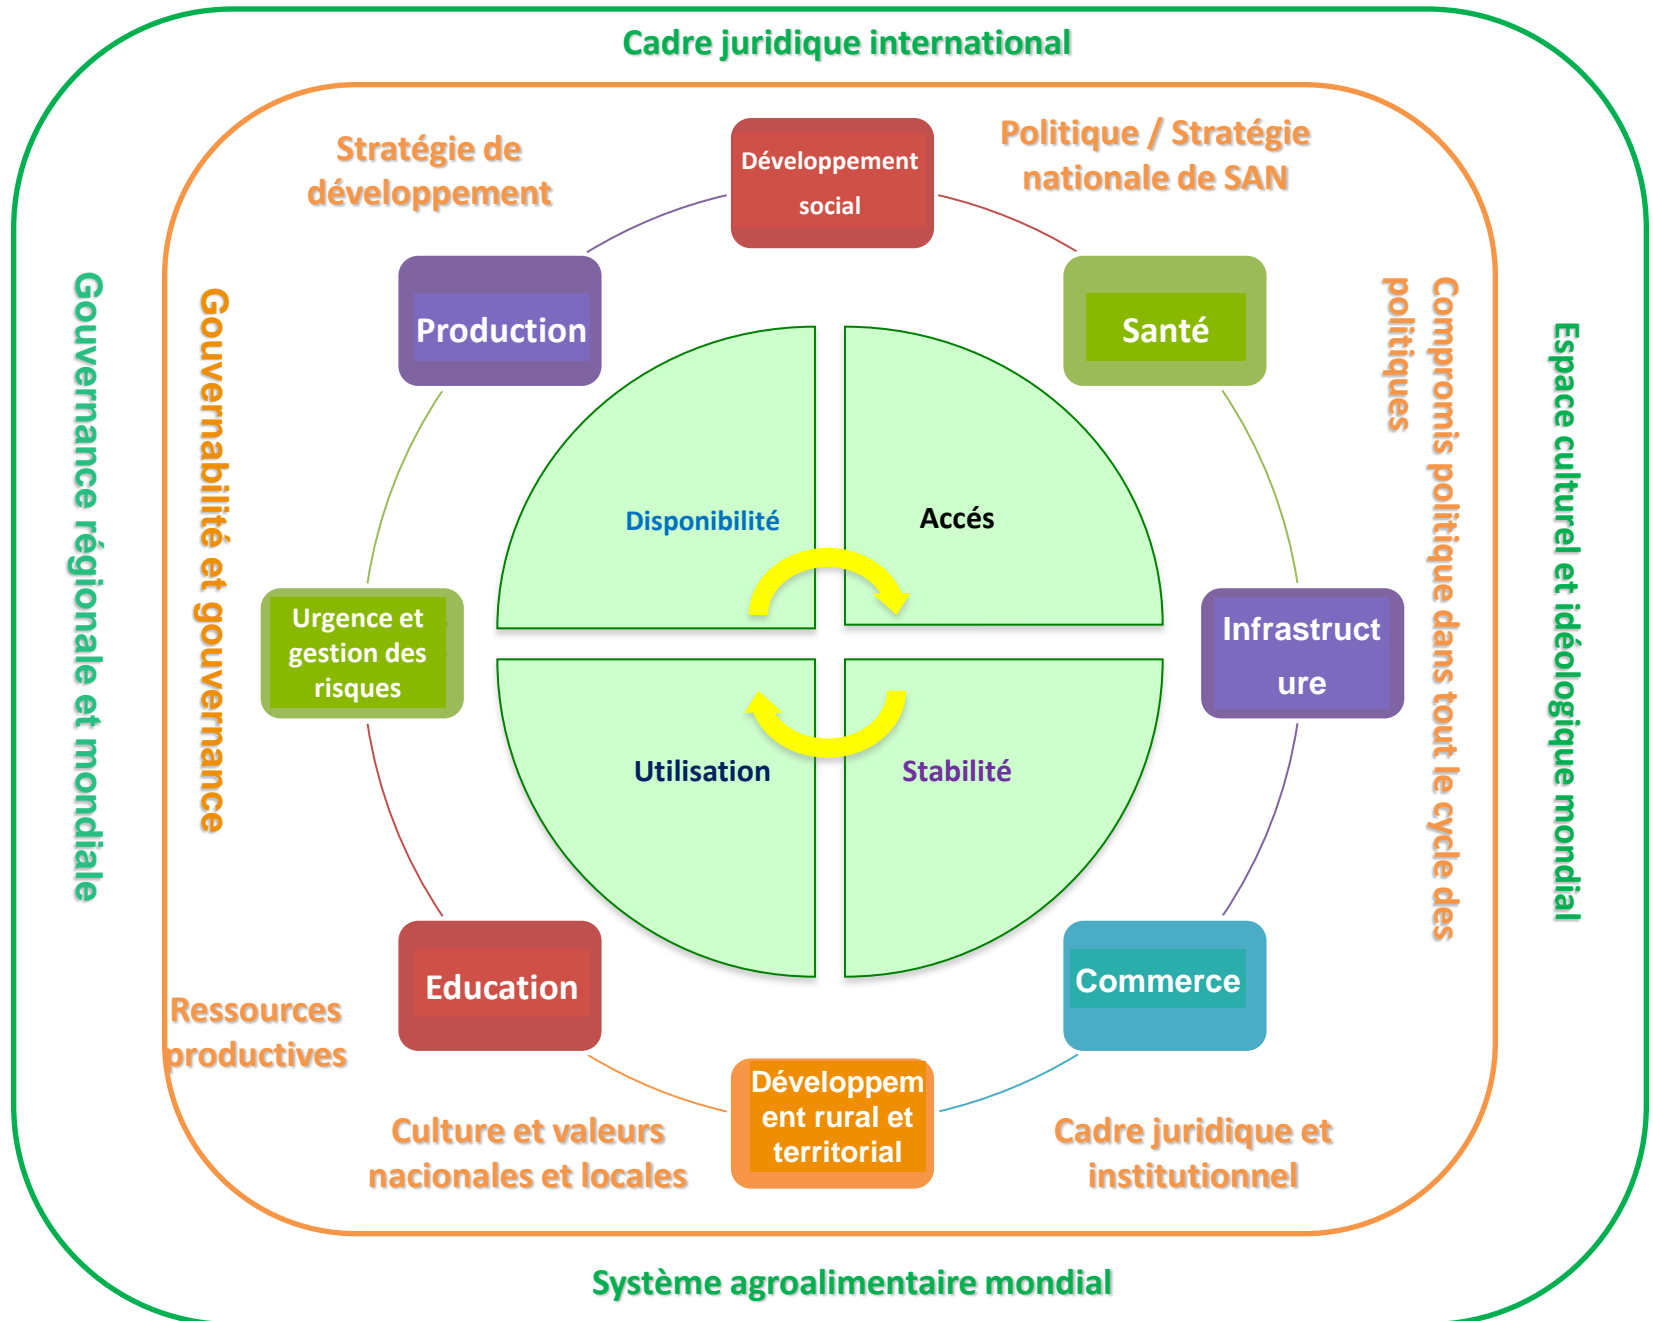 Cadre juridique international
Stratégie de
développement
Développement
social
Politique / Stratégie
nationale de SAN
Production
Santé
Gouvernance régionale et mondiale
Gouvernabilité et gouvernance
Compromis politique dans tout le cycle des
politiques
Espace culturel et idéologique mondial
Disponibilité
Accés
Urgence et
gestion des
risques
Infrastruct
ure
Utilisation
Stabilité
Education
Commerce
Ressources
productives
Développem
ent rural et
territorial
Culture et valeurs
nacionales et locales
Cadre juridique et
institutionnel
Système agroalimentaire mondial